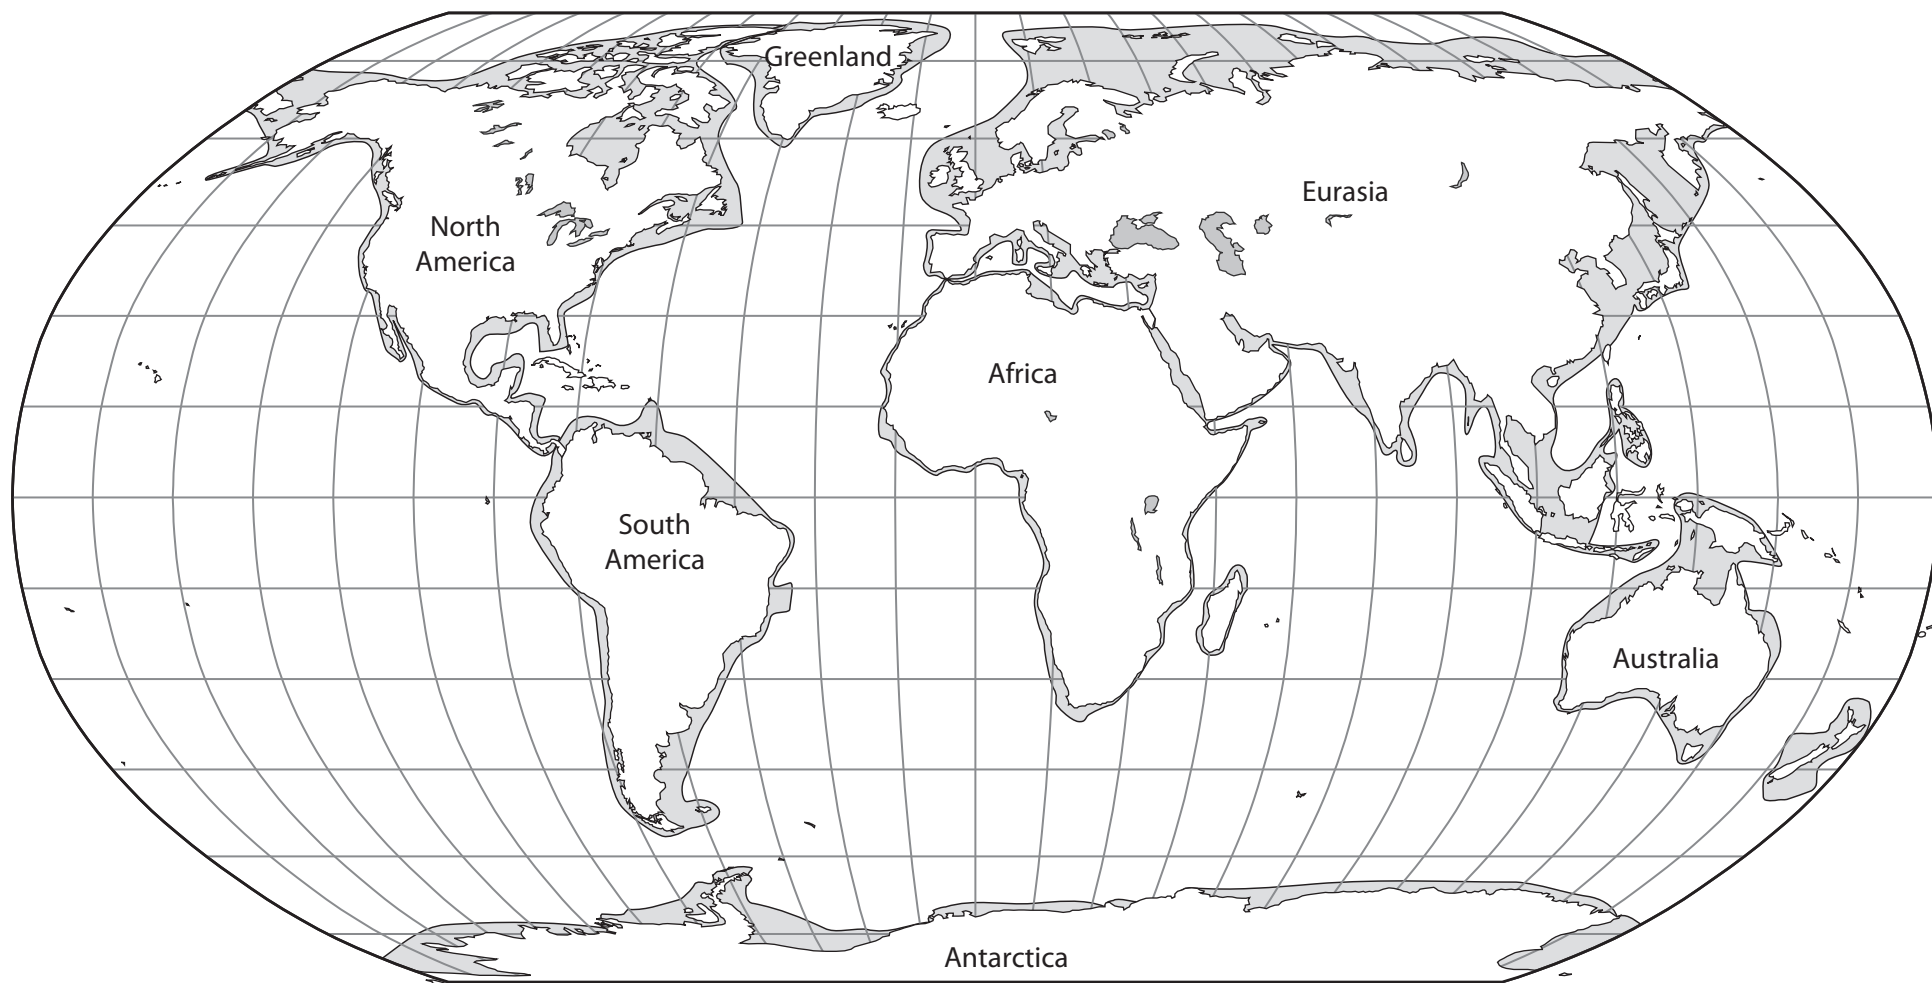 Greenland
Eurasia
North
America
Africa
South
America
Australia
Antarctica